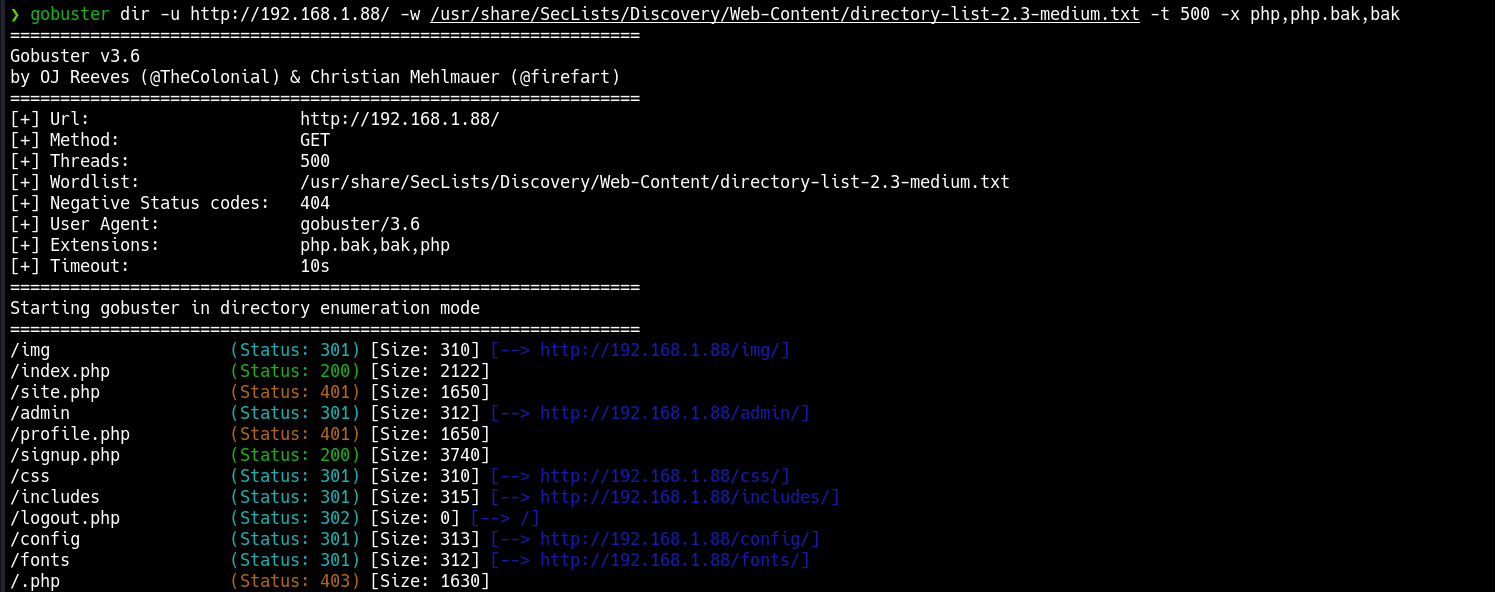 ❯ gobuster dir -u http://192.168.1.88/ -w /usr/share/SecLists/Discovery/Web-Content/directory-list-2.3-medium.txt -t 500 -x php,php.bak,bak
===============================================================
Gobuster v3.6
by OJ Reeves (@TheColonial) & Christian Mehlmauer (@firefart)
===============================================================
[+] Url:                     http://192.168.1.88/
[+] Method:                  GET
[+] Threads:                 500
[+] Wordlist:                /usr/share/SecLists/Discovery/Web-Content/directory-list-2.3-medium.txt
[+] Negative Status codes:   404
[+] User Agent:              gobuster/3.6
[+] Extensions:              php.bak,bak,php
[+] Timeout:                 10s
===============================================================
Starting gobuster in directory enumeration mode
===============================================================
/img                  (Status: 301) [Size: 310] [--> http://192.168.1.88/img/]
/index.php            (Status: 200) [Size: 2122]
/site.php             (Status: 401) [Size: 1650]
/admin                (Status: 301) [Size: 312] [--> http://192.168.1.88/admin/]
/profile.php          (Status: 401) [Size: 1650]
/signup.php           (Status: 200) [Size: 3740]
/css                  (Status: 301) [Size: 310] [--> http://192.168.1.88/css/]
/includes             (Status: 301) [Size: 315] [--> http://192.168.1.88/includes/]
/logout.php           (Status: 302) [Size: 0] [--> /]
/config               (Status: 301) [Size: 313] [--> http://192.168.1.88/config/]
/fonts                (Status: 301) [Size: 312] [--> http://192.168.1.88/fonts/]
/.php                 (Status: 403) [Size: 1630]